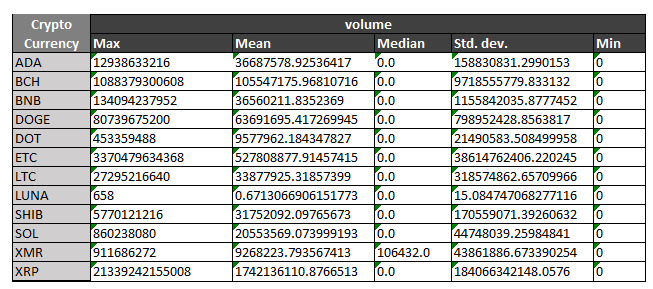 Crypto Currency volume
Max Mean Median Std. dev. Min
ADA 12938633216 36687578.92536417 0.0 158830831.2990153 0
BCH 1088379300608 105547175.96810716 0.0 9718555779.833132 0
BNB 134094237952 36560211.8352369 0.0 1155842035.8777452 0
DOGE 80739675200 63691695.417269945 0.0 798952428.8563817 0
DOT 453359488 9577962.184347827 0.0 21490583.508499958 0
ETC 3370479634368 527808877.91457415 0.0 38614762406.220245 0
LTC 27295216640 33877925.31857399 0.0 318574862.65709966 0
LUNA 658 0.6713066906151773 0.0 15.084747068277116 0
SHIB 5770121216 31752092.09765673 0.0 170559071.39260632 0
SOL 860238080 20553569.073999193 0.0 44748039.25984841 0
XMR 911686272 9268223.793567413 106432.0 43861886.673390254 0
XRP 21339242155008 1742136110.8766513 0.0 184066342148.0576 0